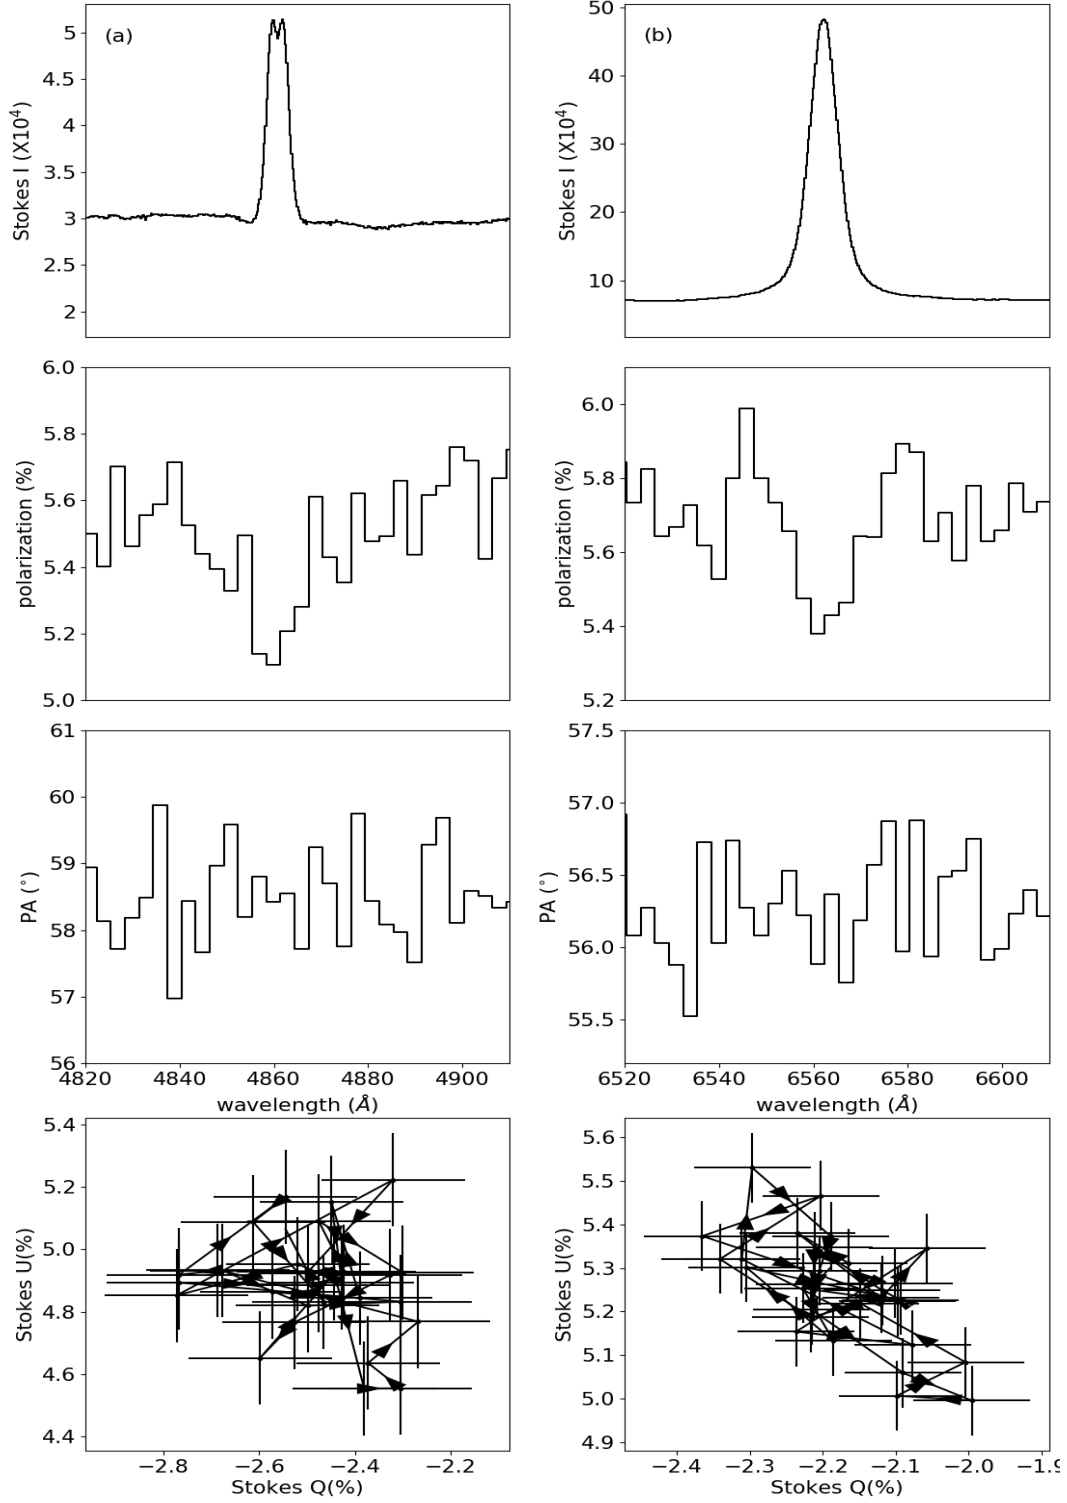 (a)
Stokes I (X10⁴)
5
4.5
4
3.5
3
2.5
2
(b)
Stokes I (X10⁴)
50
40
30
20
10
polarization (%)
6.0
5.8
5.6
5.4
5.2
5.0
polarization (%)
6.0
5.8
5.6
5.4
5.2
PA (°)
61
60
59
58
57
56
4820 4840 4860 4880 4900
wavelength (Å)
PA (°)
57.5
57.0
56.5
56.0
55.5
6520 6540 6560 6580 6600
wavelength (Å)
Stokes U(%)
5.4
5.2
5.0
4.8
4.6
4.4
−2.8 −2.6 −2.4 −2.2
Stokes Q(%)
Stokes U(%)
5.6
5.5
5.4
5.3
5.2
5.1
5.0
4.9
−2.4 −2.3 −2.2 −2.1 −2.0 −1.9
Stokes Q(%)